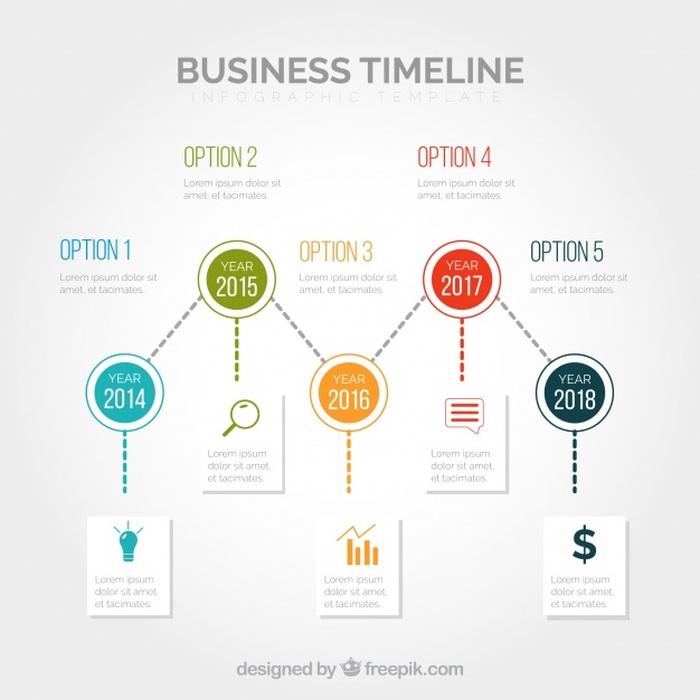 BUSINESS TIMELINE
INFOGRAPHIC TEMPLATE
OPTION 2
Lorem ipsum dolor sit
amet, et tacimates.
OPTION 4
Lorem ipsum dolor sit
amet, et tacimates.
OPTION 1
Lorem ipsum dolor sit
amet, et tacimates.
YEAR
2015
OPTION 3
Lorem ipsum dolor sit
amet, et tacimates.
YEAR
2017
OPTION 5
Lorem ipsum dolor sit
amet, et tacimates.
YEAR
2014
YEAR
2016
YEAR
2018
Lorem ipsum
dolor sit amet,
et tacimates.
Lorem ipsum
dolor sit amet,
et tacimates.
$
Lorem ipsum
dolor sit amet,
et tacimates.
Lorem ipsum
dolor sit amet,
et tacimates.
Lorem ipsum
dolor sit amet,
et tacimates.
designed by freepik.com